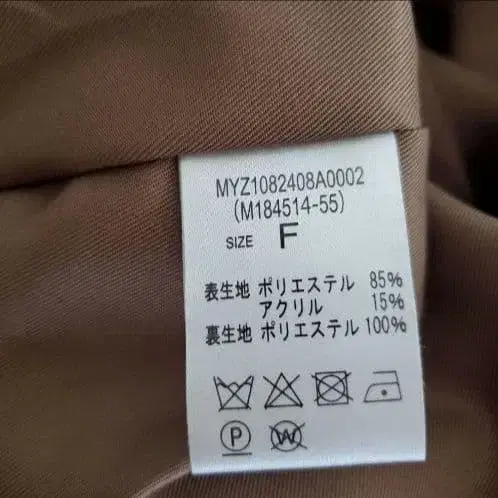 MYZ1082408A0002
(M184514-55)
SIZE F
表生地 ポリエステル 85%
アクリル 15%
裏生地 ポリエステル 100%
P W